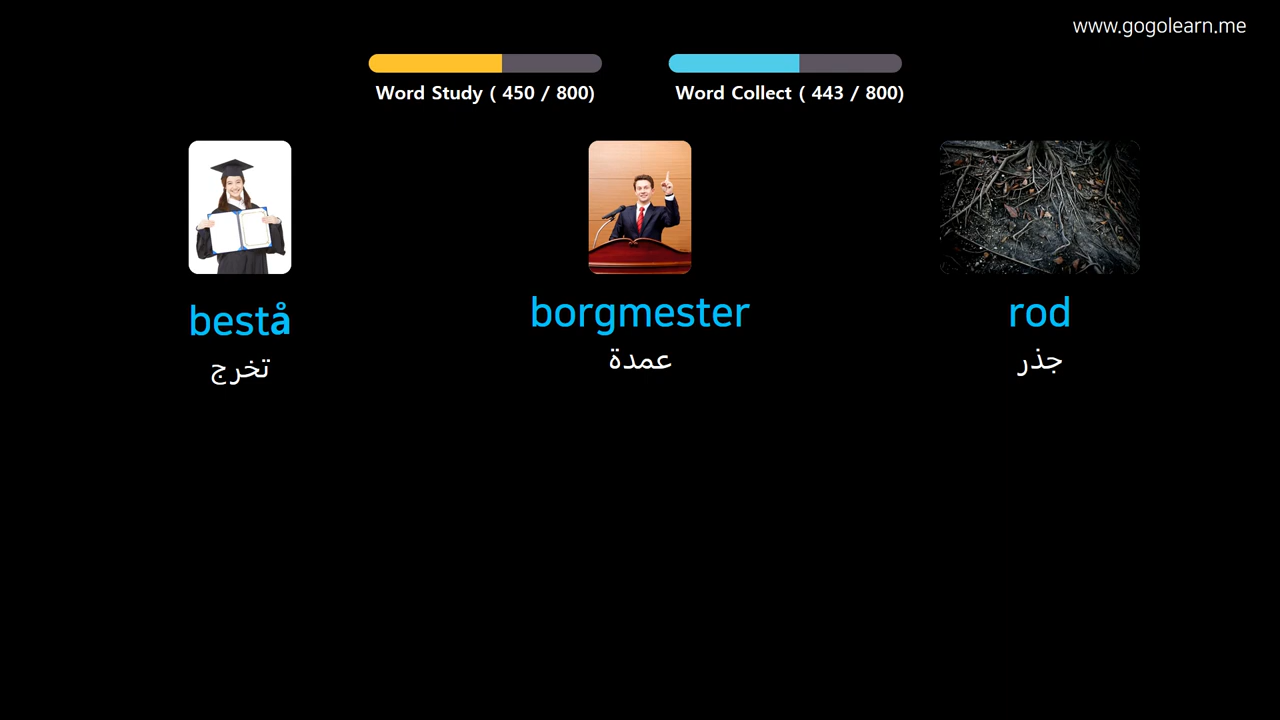 www.gogolearn.me
Word Study ( 450 / 800)
Word Collect ( 443 / 800)
bestå
borgmester
rod
تخرج
عمدة
جذر